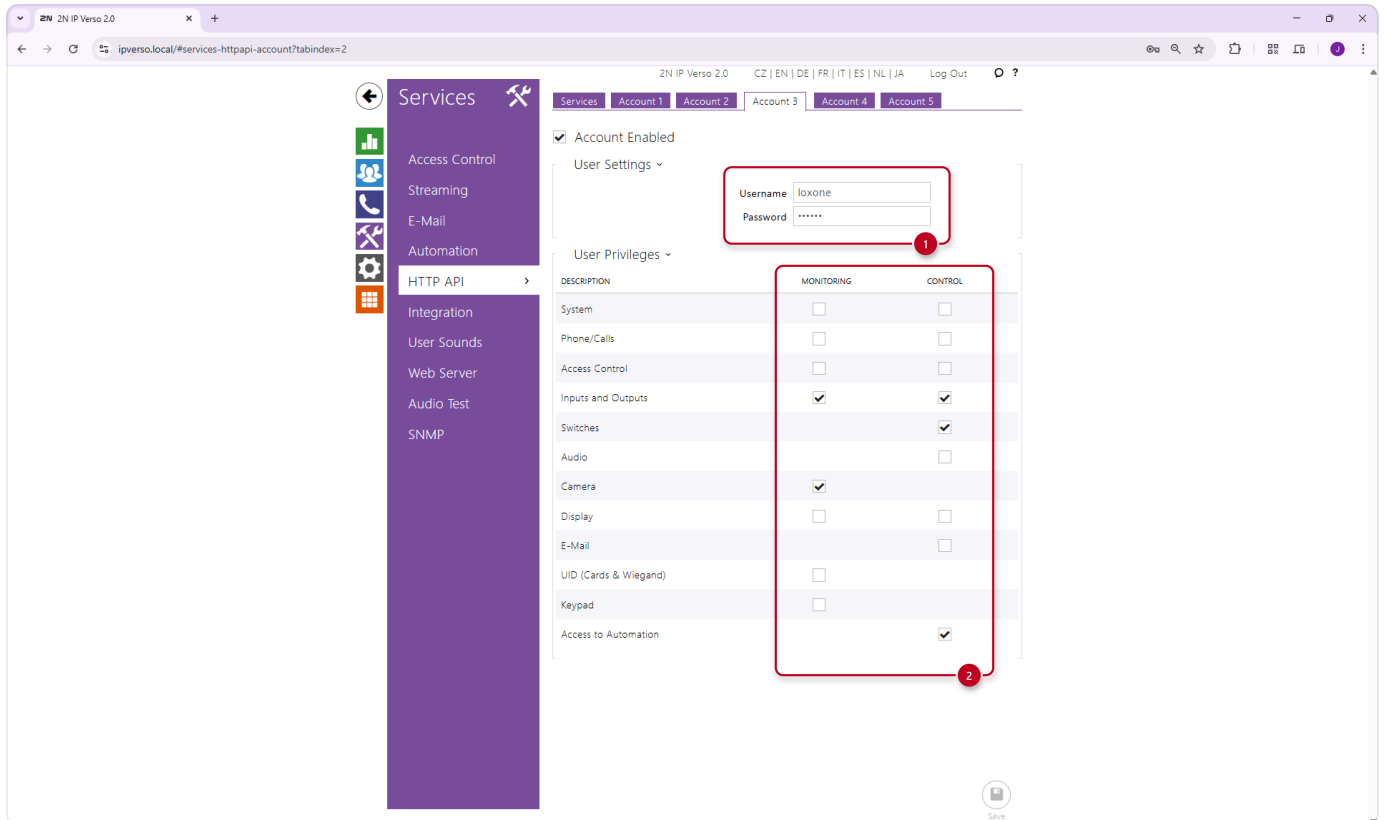 2N 2N IP Verso 2.0
ipverso.local/#services-httpapi-account?tabindex=2
J
2N IP Verso 2.0 CZ | EN | DE | FR | IT | ES | NL | JA Log Out ?
Services
Services Account 1 Account 2 Account 3 Account 4 Account 5
Account Enabled
User Settings
Username loxone
Password ••••••
1
Access Control
Streaming
E-Mail
Automation
HTTP API
Integration
User Sounds
Web Server
Audio Test
SNMP
User Privileges
DESCRIPTION MONITORING CONTROL
System
Phone/Calls
Access Control
Inputs and Outputs
Switches
Audio
Camera
Display
E-Mail
UID (Cards & Wiegand)
Keypad
Access to Automation
2
Save